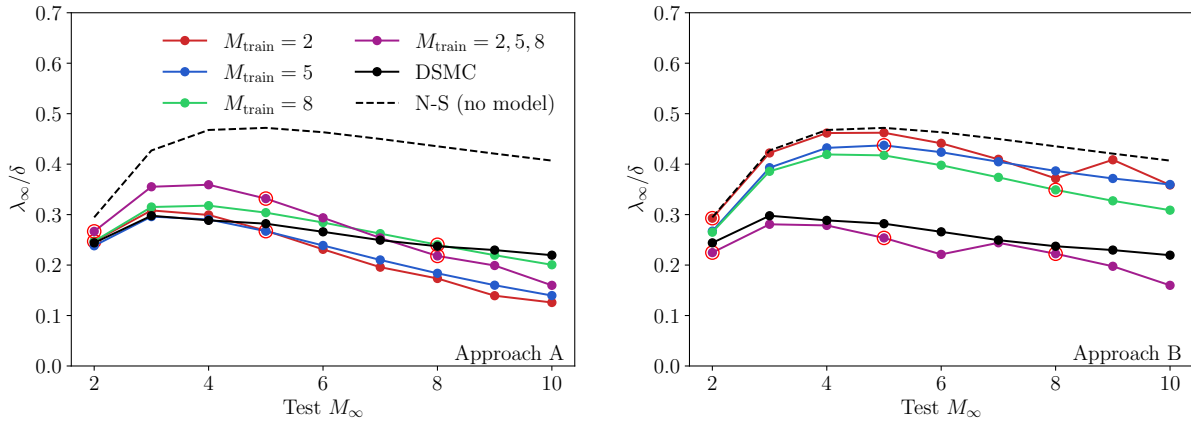 0.7
0.6
0.5
0.4
0.3
0.2
0.1
0.0
λ∞/δ
M_train = 2
M_train = 5
M_train = 8
M_train = 2, 5, 8
DSMC
N-S (no model)
Approach A
2 4 6 8 10
Test M∞
0.7
0.6
0.5
0.4
0.3
0.2
0.1
0.0
λ∞/δ
Approach B
2 4 6 8 10
Test M∞